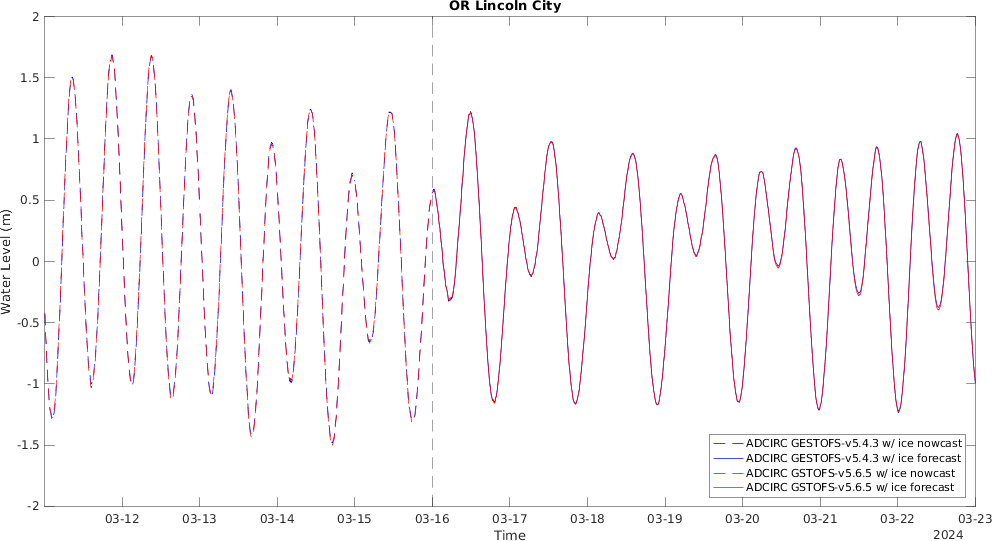 OR Lincoln City
2
1.5
1
0.5
0
-0.5
-1
-1.5
-2
Water Level (m)
03-12 03-13 03-14 03-15 03-16 03-17 03-18 03-19 03-20 03-21 03-22 03-23
Time
2024
ADCIRC GESTOFS-v5.4.3 w/ ice nowcast
ADCIRC GESTOFS-v5.4.3 w/ ice forecast
ADCIRC GSTOFS-v5.6.5 w/ ice nowcast
ADCIRC GSTOFS-v5.6.5 w/ ice forecast